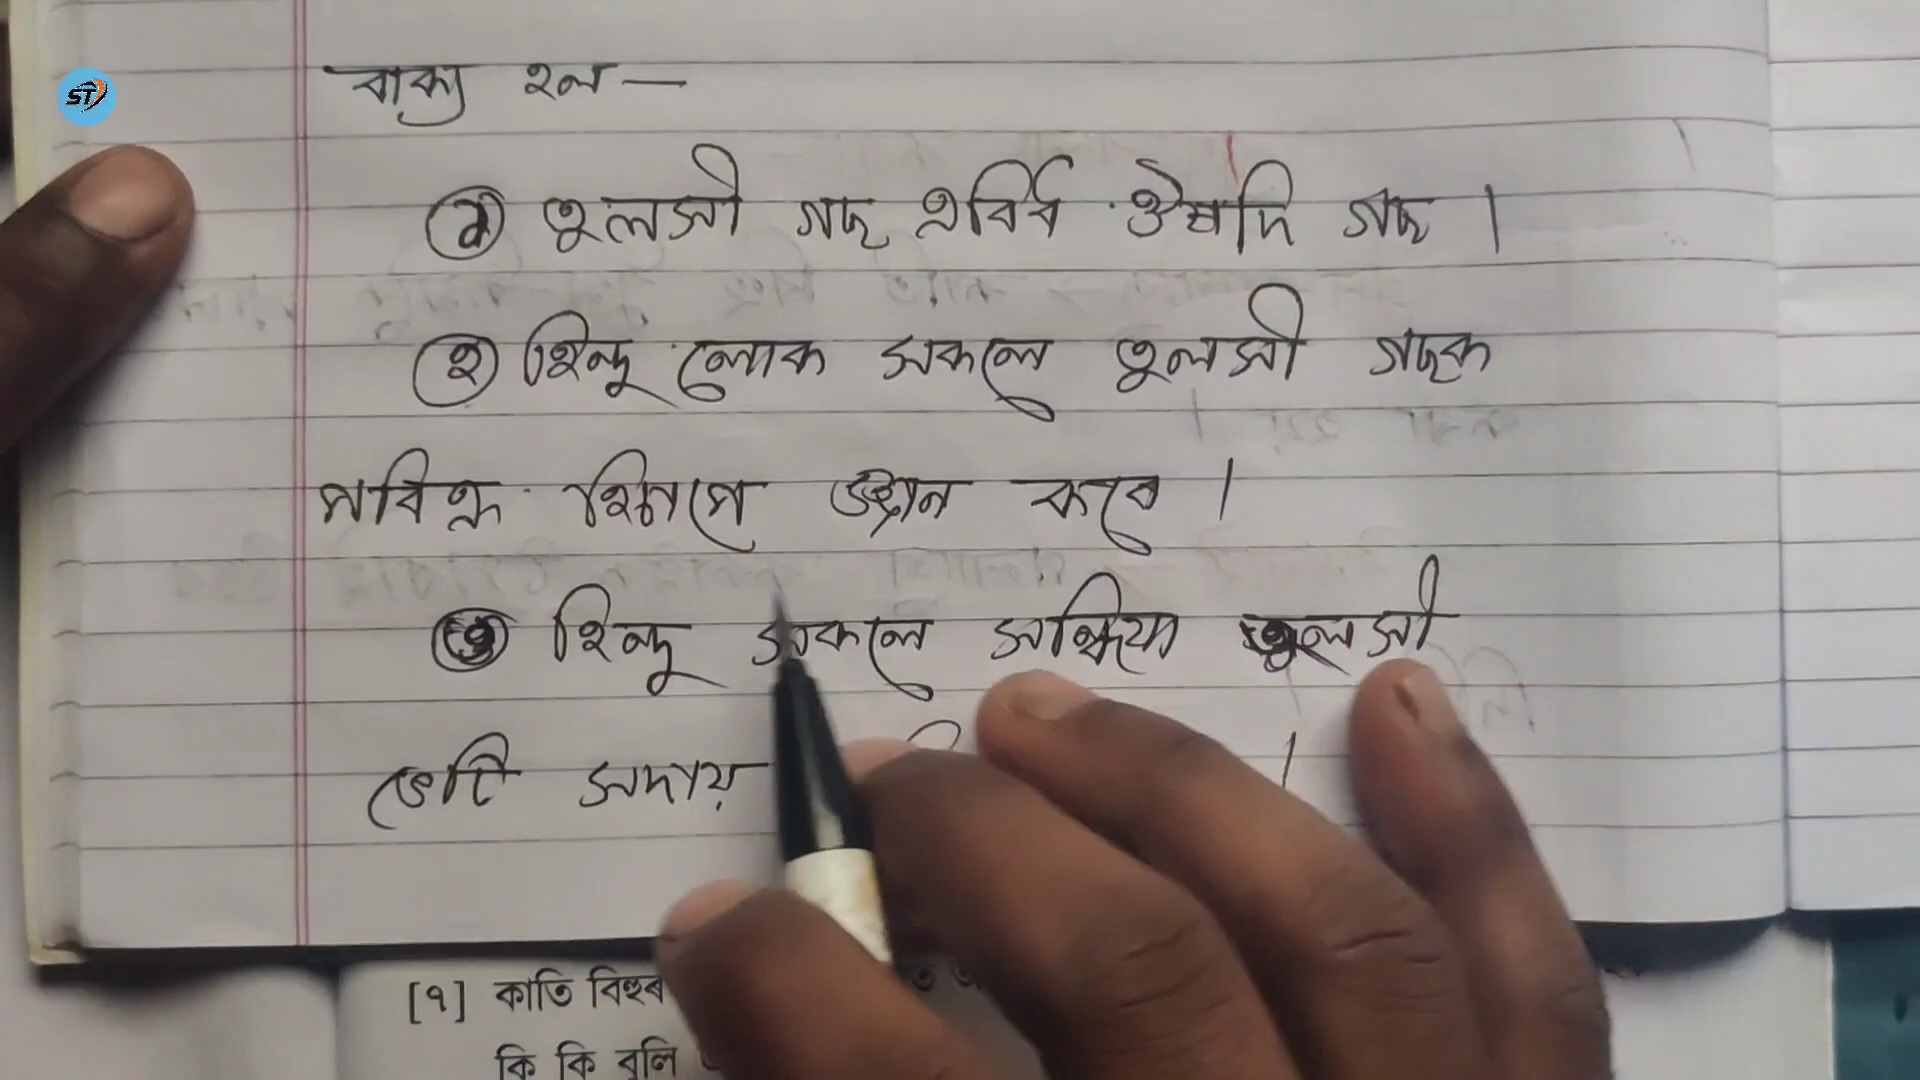 ST
বাক্য হল —
১ তুলসী গছ এবিধ ঔষধি গছ ।
২ হিন্দু লোক সকলে তুলসী গছক
পবিত্ৰ হিচাপে জ্ঞান কৰে ।
৩ হিন্দু সকলে সন্ধিয়া তুলসী
ভেটি সদায়
[৭] কাতি বিহুৰ
কি কি বুলি